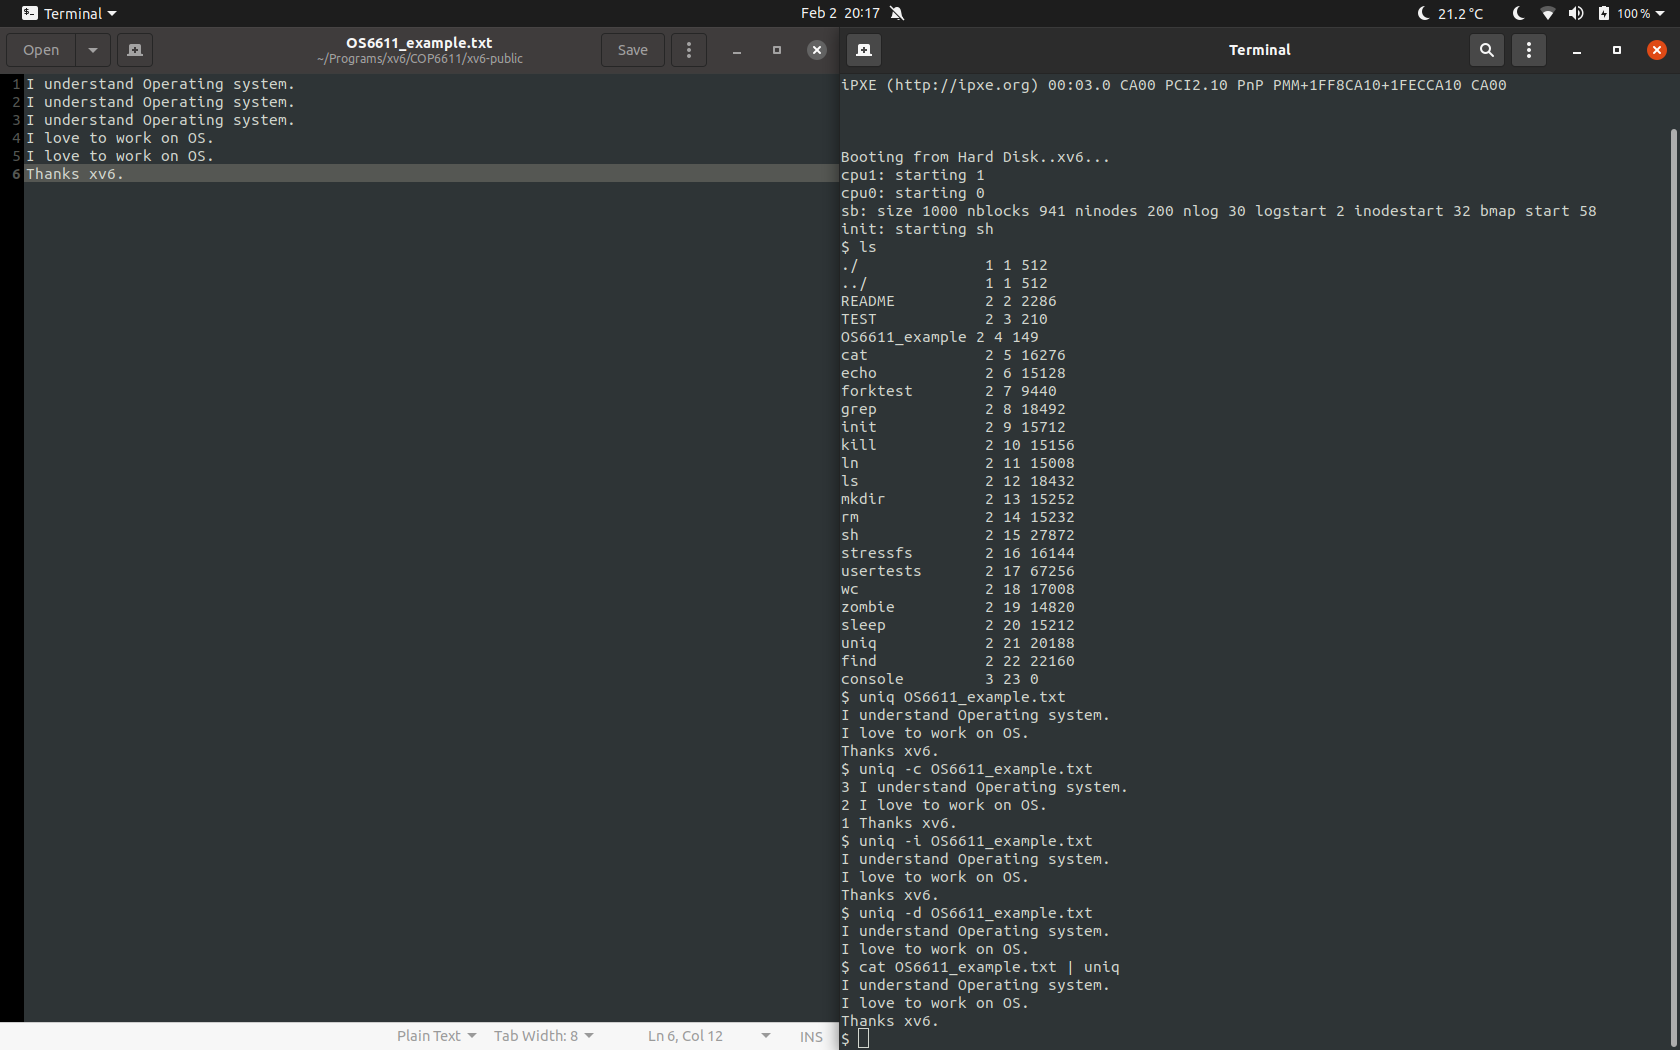 Terminal
Feb 2 20:17
21.2 °C
100 %
Open
OS6611_example.txt
~/Programs/xv6/COP6611/xv6-public
Save
1 I understand Operating system.
2 I understand Operating system.
3 I understand Operating system.
4 I love to work on OS.
5 I love to work on OS.
6 Thanks xv6.
Plain Text
Tab Width: 8
Ln 6, Col 12
INS
Terminal
iPXE (http://ipxe.org) 00:03.0 CA00 PCI2.10 PnP PMM+1FF8CA10+1FECCA10 CA00
Booting from Hard Disk..xv6...
cpu1: starting 1
cpu0: starting 0
sb: size 1000 nblocks 941 ninodes 200 nlog 30 logstart 2 inodestart 32 bmap start 58
init: starting sh
$ ls
./ 1 1 512
../ 1 1 512
README 2 2 2286
TEST 2 3 210
OS6611_example 2 4 149
cat 2 5 16276
echo 2 6 15128
forktest 2 7 9440
grep 2 8 18492
init 2 9 15712
kill 2 10 15156
ln 2 11 15008
ls 2 12 18432
mkdir 2 13 15252
rm 2 14 15232
sh 2 15 27872
stressfs 2 16 16144
usertests 2 17 67256
wc 2 18 17008
zombie 2 19 14820
sleep 2 20 15212
uniq 2 21 20188
find 2 22 22160
console 3 23 0
$ uniq OS6611_example.txt
I understand Operating system.
I love to work on OS.
Thanks xv6.
$ uniq -c OS6611_example.txt
3 I understand Operating system.
2 I love to work on OS.
1 Thanks xv6.
$ uniq -i OS6611_example.txt
I understand Operating system.
I love to work on OS.
Thanks xv6.
$ uniq -d OS6611_example.txt
I understand Operating system.
I love to work on OS.
$ cat OS6611_example.txt | uniq
I understand Operating system.
I love to work on OS.
Thanks xv6.
$